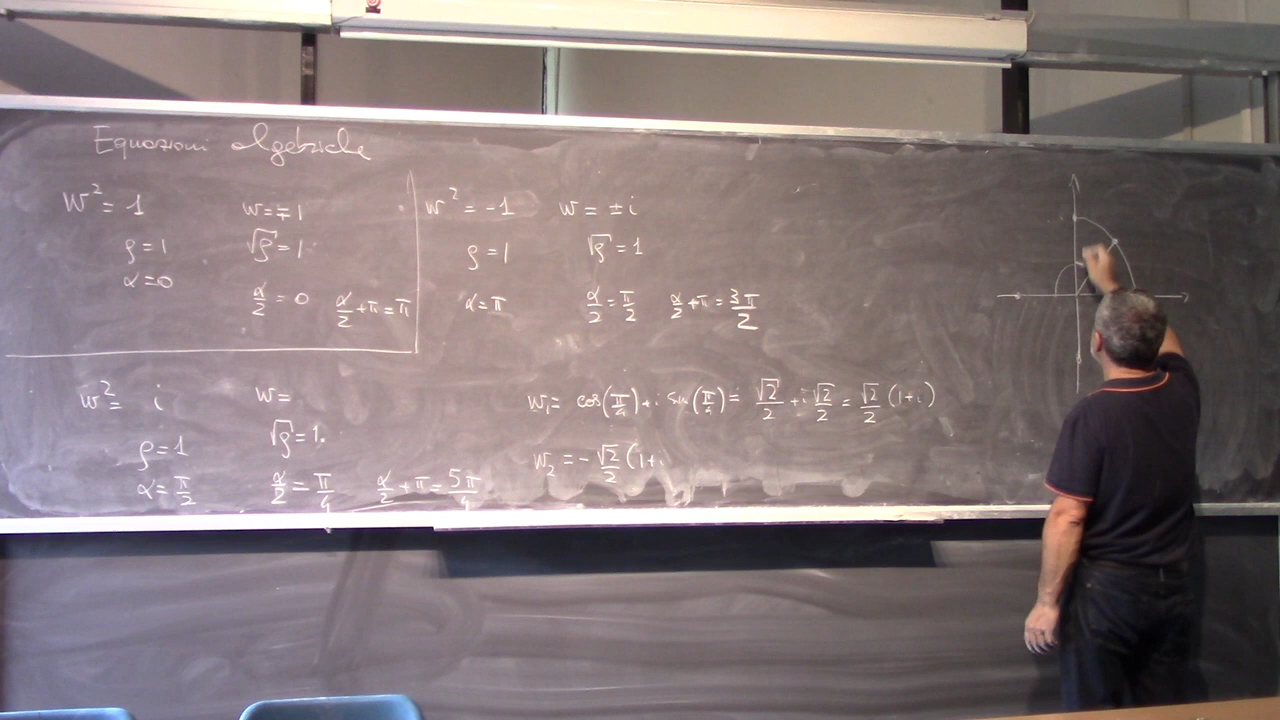 Equazioni algebriche
w² = 1
w = ∓1
ρ = 1
√ρ = 1
α = 0
α/2 = 0
α/2 + π = π
w² = -1
w = ± i
ρ = 1
√ρ = 1
α = π
α/2 = π/2
α/2 + π = 3π/2
w² = i
w =
ρ = 1
√ρ = 1.
α = π/2
α/2 = π/4
α/2 + π = 5π/4
w₁ = cos(π/4) + i sin(π/4) = √2/2 + i √2/2 = √2/2 (1+i)
w₂ = - √2/2 (1+i